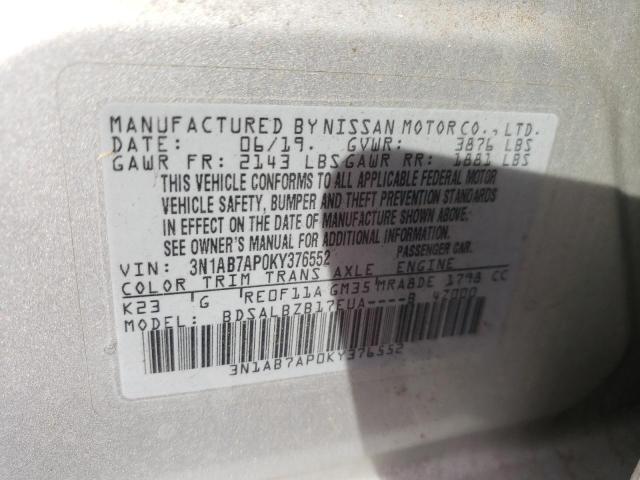 MANUFACTURED BY NISSAN MOTOR CO., LTD.
DATE: 06/19. GVWR: 3876 LBS
GAWR FR: 2143 LBS GAWR RR: 1881 LBS
THIS VEHICLE CONFORMS TO ALL APPLICABLE FEDERAL MOTOR
VEHICLE SAFETY, BUMPER AND THEFT PREVENTION STANDARDS
IN EFFECT ON THE DATE OF MANUFACTURE SHOWN ABOVE.
SEE OWNER'S MANUAL FOR ADDITIONAL INFORMATION.
VIN: 3N1AB7AP0KY376552 PASSENGER CAR.
COLOR TRIM TRANS AXLE ENGINE
K23 G RE0F11A GM35 MRA8DE 1798 CC
MODEL: BDSALBZB17EUA----B 42000
3N1AB7AP0KY376552